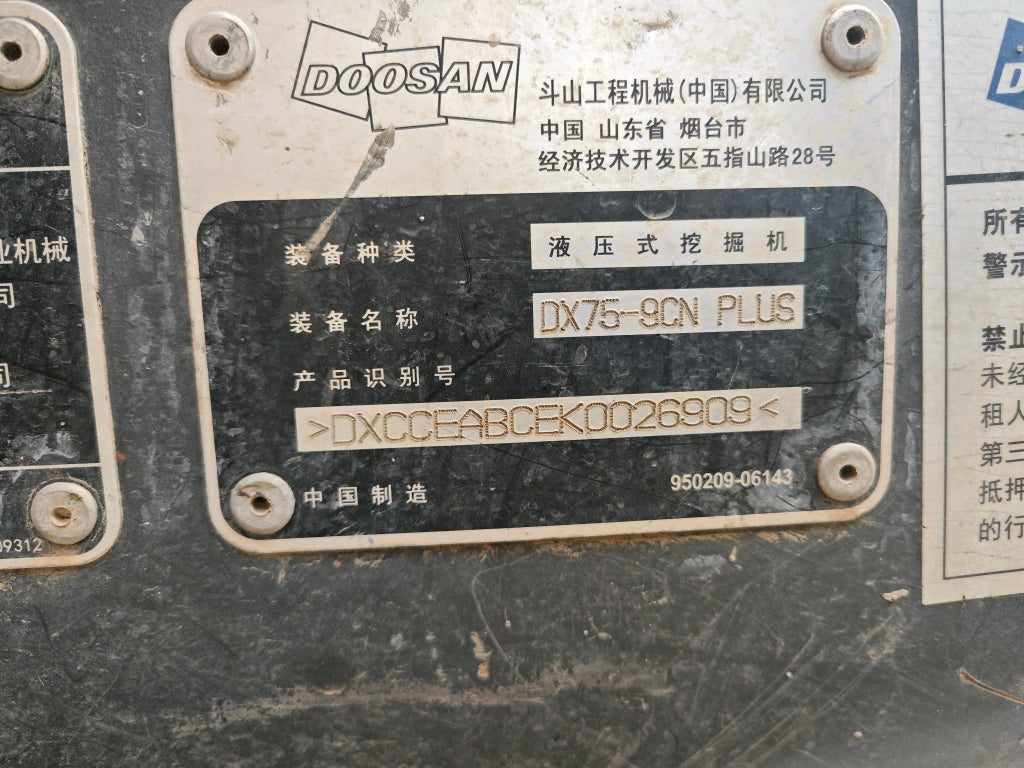 DOOSAN
斗山工程机械(中国)有限公司
中国 山东省 烟台市
经济技术开发区五指山路28号
装备种类 液压式挖掘机
装备名称 DX75-9CN PLUS
产品识别号
>DXCCEABCEK0026909<
中国制造 950209-06143
业机械
司
司
09312
所有
警示
禁止
未经
租人
第三
抵押
的行